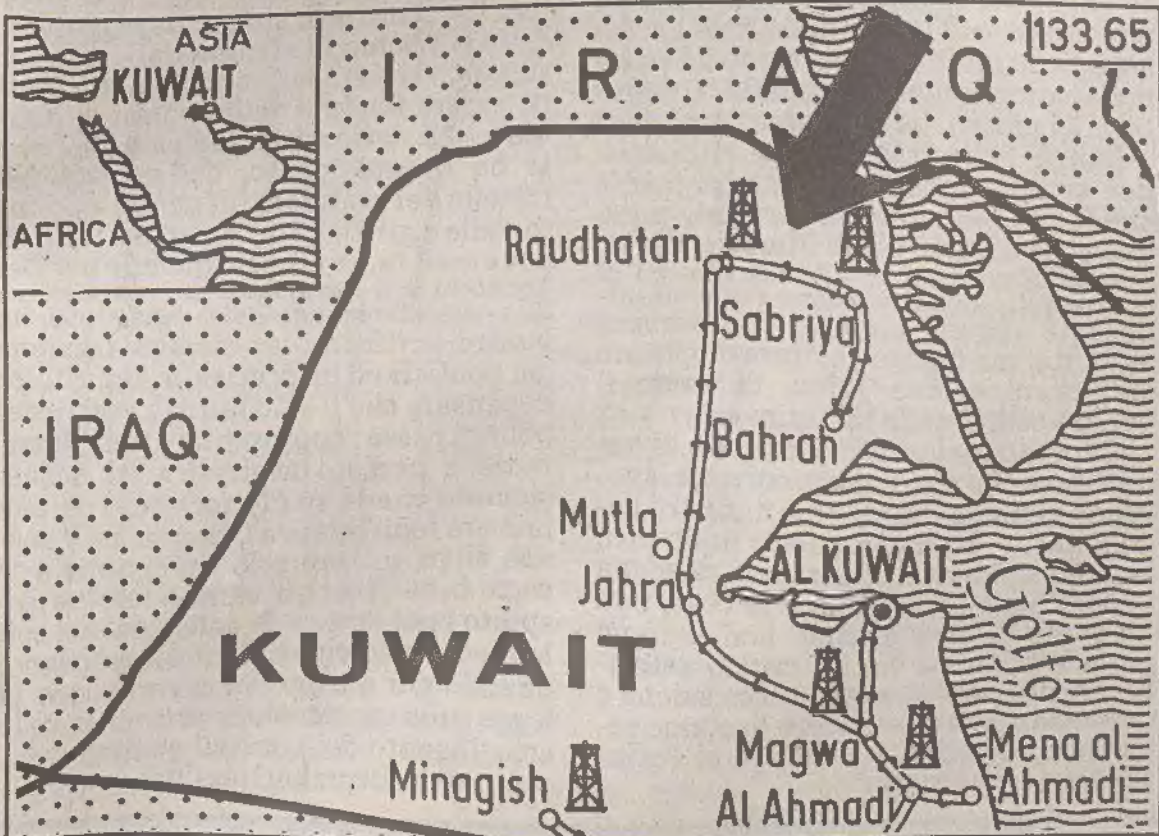 ASIA
KUWAIT
AFRICA
I R A Q
133.65
Raudhatain
Sabriya
IRAQ
Bahrah
Mutla
AL KUWAIT
Jahra
Golfo
KUWAIT
Magwa
Mena al
Ahmadi
Minagish
Al Ahmadi